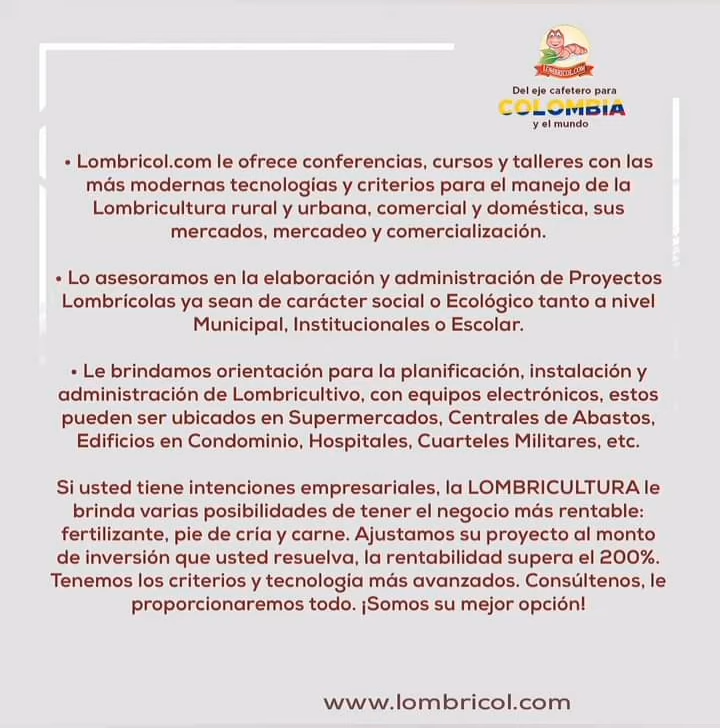 LOMBRICOL.COM
Del eje cafetero para
COLOMBIA
y el mundo
• Lombricol.com le ofrece conferencias, cursos y talleres con las
más modernas tecnologías y criterios para el manejo de la
Lombricultura rural y urbana, comercial y doméstica, sus
mercados, mercadeo y comercialización.
• Lo asesoramos en la elaboración y administración de Proyectos
Lombrícolas ya sean de carácter social o Ecológico tanto a nivel
Municipal, Institucionales o Escolar.
• Le brindamos orientación para la planificación, instalación y
administración de Lombricultivo, con equipos electrónicos, estos
pueden ser ubicados en Supermercados, Centrales de Abastos,
Edificios en Condominio, Hospitales, Cuarteles Militares, etc.
Si usted tiene intenciones empresariales, la LOMBRICULTURA le
brinda varias posibilidades de tener el negocio más rentable:
fertilizante, pie de cría y carne. Ajustamos su proyecto al monto
de inversión que usted resuelva, la rentabilidad supera el 200%.
Tenemos los criterios y tecnología más avanzados. Consúltenos, le
proporcionaremos todo. ¡Somos su mejor opción!
www.lombricol.com